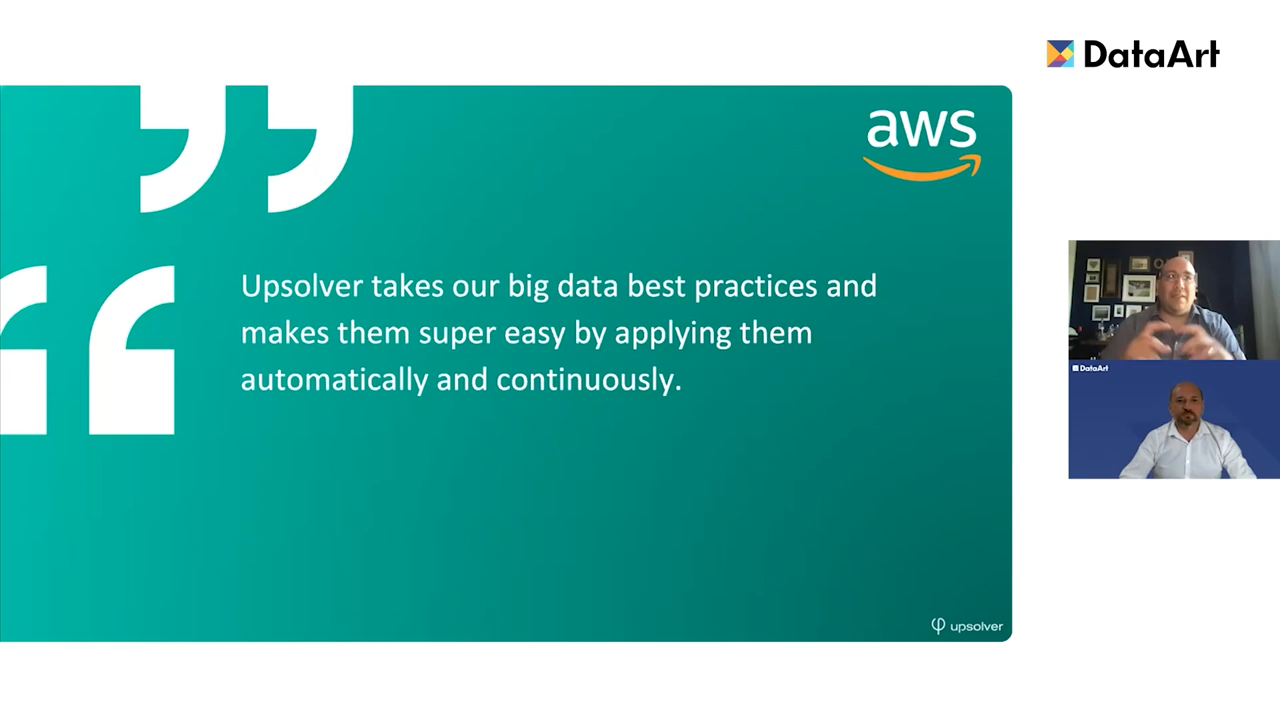 DataArt
aws
Upsolver takes our big data best practices and
makes them super easy by applying them
automatically and continuously.
DataArt
upsolver